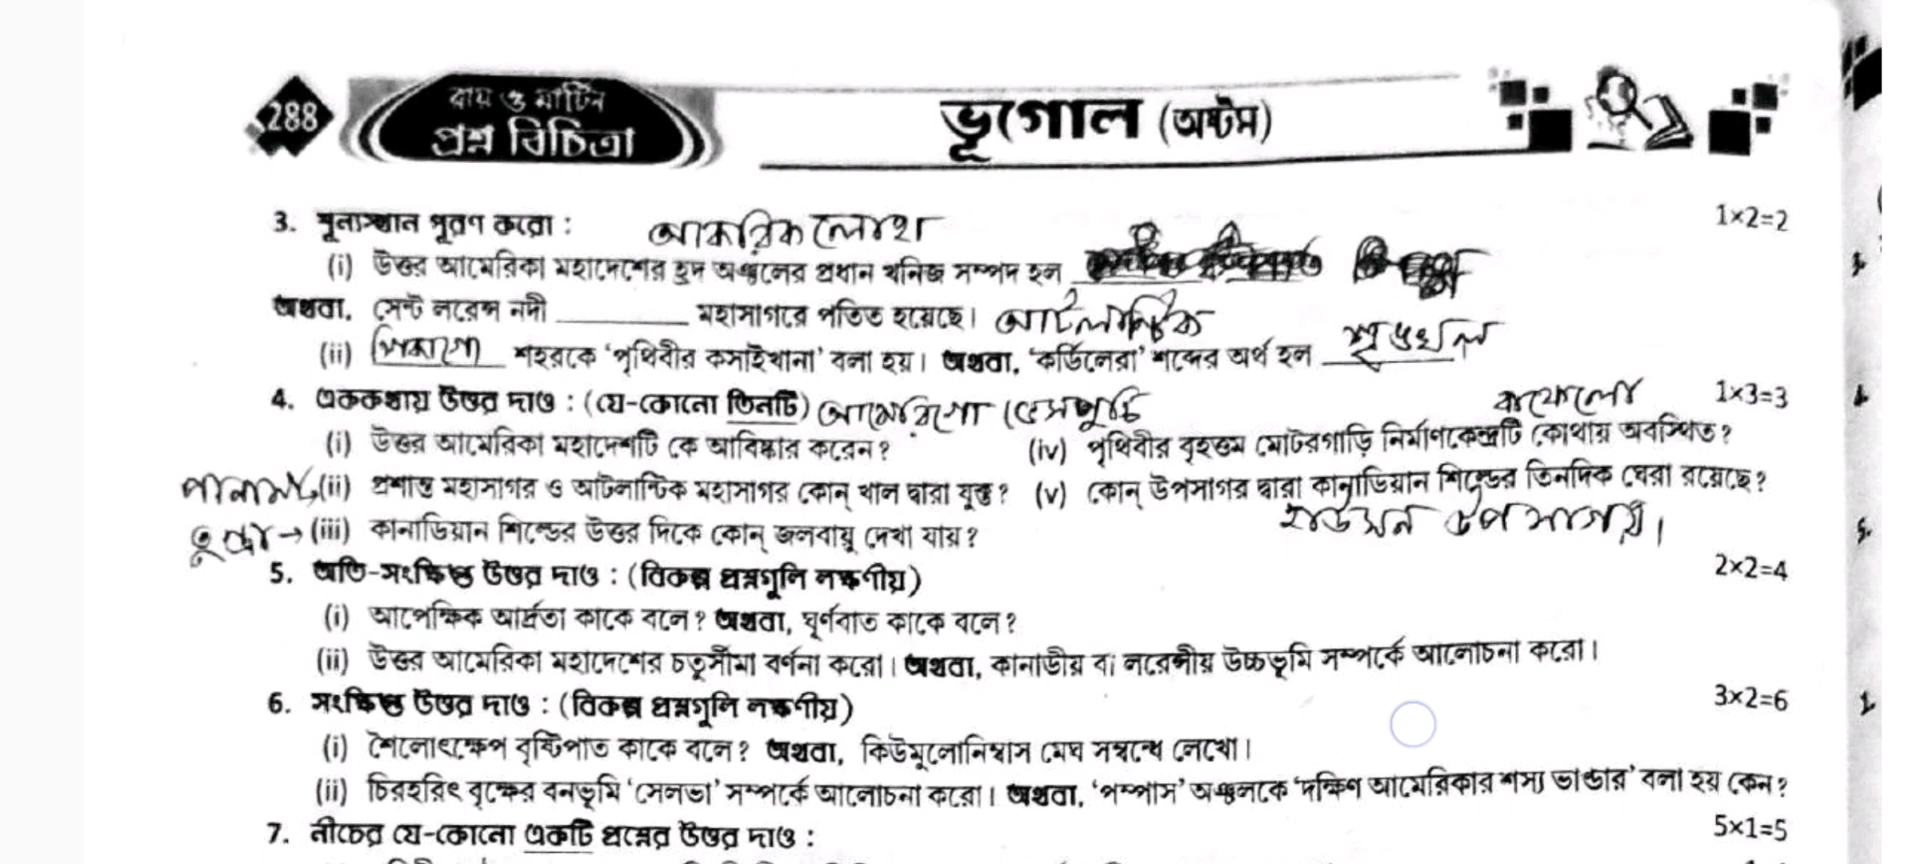 288
রায় ও মার্টিন
প্রশ্ন বিচিত্রা
ভূগোল (অষ্টম)
3. শূন্যস্থান পূরণ করো : 1×2=2
আকরিক লোহা
(i) উত্তর আমেরিকা মহাদেশের হ্রদ অঞ্চলের প্রধান খনিজ সম্পদ হল
অথবা, সেন্ট লরেন্স নদী ________ মহাসাগরে পতিত হয়েছে। আটলান্টিক
(ii) শিকাগো শহরকে ‘পৃথিবীর কসাইখানা’ বলা হয়। অথবা, ‘কর্ডিলেরা’ শব্দের অর্থ হল ________ শৃঙ্খল
4. এককথায় উত্তর দাও : (যে-কোনো তিনটি) আমেরিগো 1×3=3
(i) উত্তর আমেরিকা মহাদেশটি কে আবিষ্কার করেন? (iv) পৃথিবীর বৃহত্তম মোটরগাড়ি নির্মাণকেন্দ্রটি কোথায় অবস্থিত?
পানামা (ii) প্রশান্ত মহাসাগর ও আটলান্টিক মহাসাগর কোন্ খাল দ্বারা যুক্ত? (v) কোন্ উপসাগর দ্বারা কানাডিয়ান শিল্ডের তিনদিক ঘেরা রয়েছে?
তুন্দ্রা → (iii) কানাডিয়ান শিল্ডের উত্তর দিকে কোন্ জলবায়ু দেখা যায়? হাডসন উপসাগর।
5. অতি-সংক্ষিপ্ত উত্তর দাও : (বিকল্প প্রশ্নগুলি লক্ষণীয়) 2×2=4
(i) আপেক্ষিক আর্দ্রতা কাকে বলে? অথবা, ঘূর্ণবাত কাকে বলে?
(ii) উত্তর আমেরিকা মহাদেশের চতুর্সীমা বর্ণনা করো। অথবা, কানাডীয় বা লরেন্সীয় উচ্চভূমি সম্পর্কে আলোচনা করো।
6. সংক্ষিপ্ত উত্তর দাও : (বিকল্প প্রশ্নগুলি লক্ষণীয়) 3×2=6
(i) শৈলোৎক্ষেপ বৃষ্টিপাত কাকে বলে? অথবা, কিউমুলোনিম্বাস মেঘ সম্বন্ধে লেখো।
(ii) চিরহরিৎ বৃক্ষের বনভূমি ‘সেলভা’ সম্পর্কে আলোচনা করো। অথবা, ‘পম্পাস’ অঞ্চলকে ‘দক্ষিণ আমেরিকার শস্য ভাণ্ডার’ বলা হয় কেন?
7. নীচের যে-কোনো একটি প্রশ্নের উত্তর দাও : 5×1=5